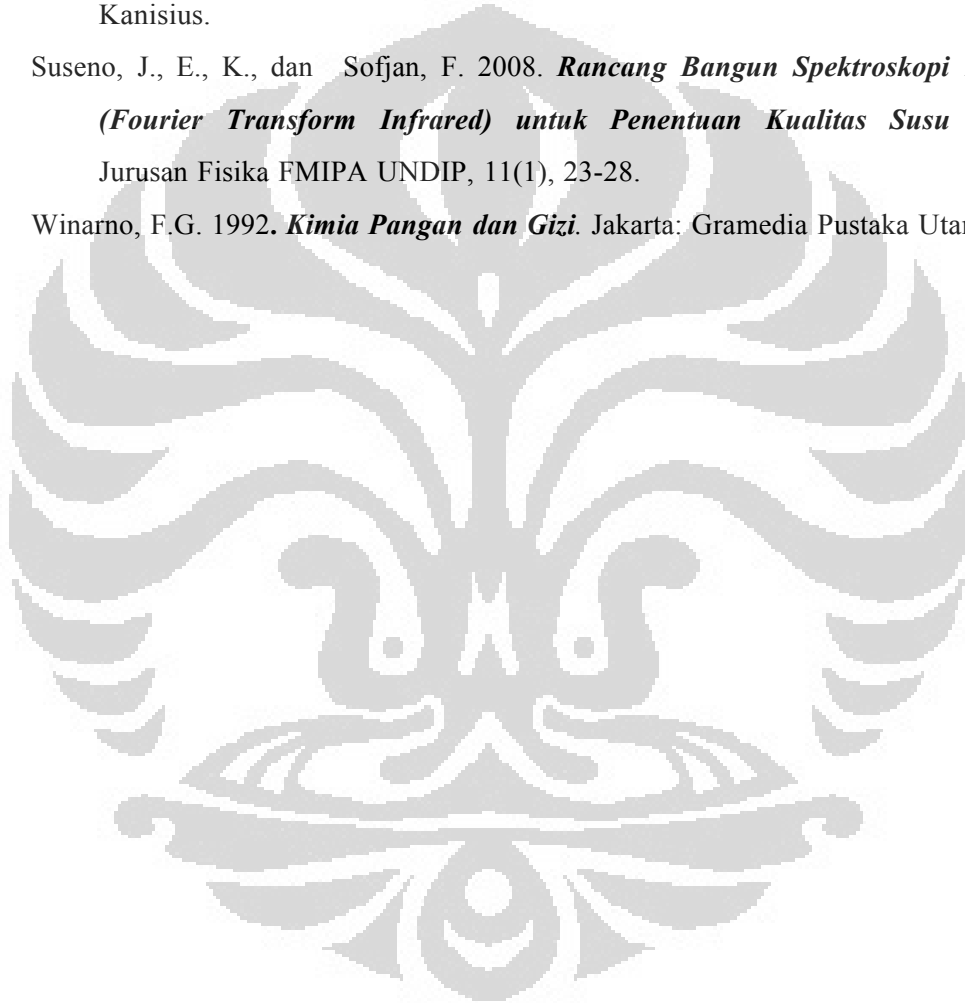 Kanisius.
Suseno, J., E., K., dan Sofjan, F. 2008. Rancang Bangun Spektroskopi
(Fourier Transform Infrared) untuk Penentuan Kualitas Susu
Jurusan Fisika FMIPA UNDIP, 11(1), 23-28.
Winarno, F.G. 1992. Kimia Pangan dan Gizi. Jakarta: Gramedia Pustaka